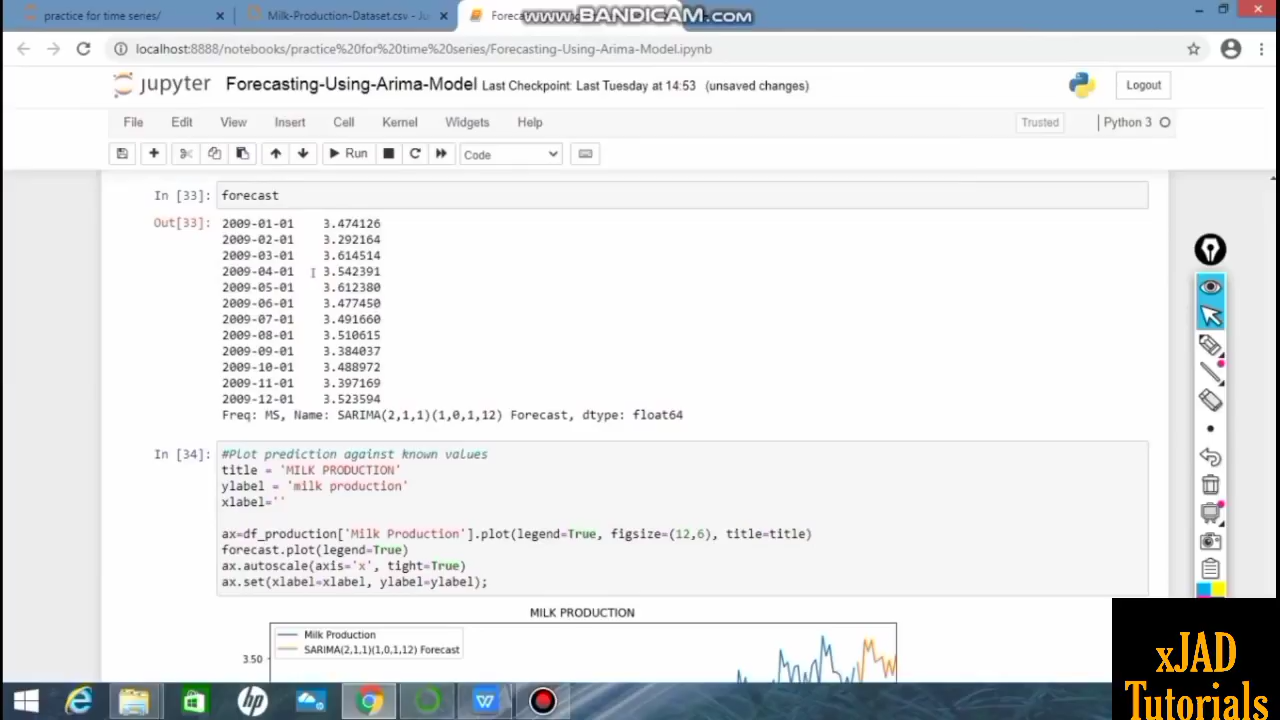 practice for time series/
Milk-Production-Dataset.csv - Ju
Foreca
www.BANDICAM.com
localhost:8888/notebooks/practice%20for%20time%20series/Forecasting-Using-Arima-Model.ipynb
jupyter Forecasting-Using-Arima-Model Last Checkpoint: Last Tuesday at 14:53 (unsaved changes)
Logout
File Edit View Insert Cell Kernel Widgets Help
Trusted
Python 3
Run
Code
In [33]: forecast
Out[33]: 2009-01-01 3.474126
2009-02-01 3.292164
2009-03-01 3.614514
2009-04-01 3.542391
2009-05-01 3.612380
2009-06-01 3.477450
2009-07-01 3.491660
2009-08-01 3.510615
2009-09-01 3.384037
2009-10-01 3.488972
2009-11-01 3.397169
2009-12-01 3.523594
Freq: MS, Name: SARIMA(2,1,1)(1,0,1,12) Forecast, dtype: float64
In [34]: #Plot prediction against known values
title = 'MILK PRODUCTION'
ylabel = 'milk production'
xlabel=''
ax=df_production['Milk Production'].plot(legend=True, figsize=(12,6), title=title)
forecast.plot(legend=True)
ax.autoscale(axis='x', tight=True)
ax.set(xlabel=xlabel, ylabel=ylabel);
MILK PRODUCTION
Milk Production
SARIMA(2,1,1)(1,0,1,12) Forecast
3.50
hp
W
xJAD
Tutorials